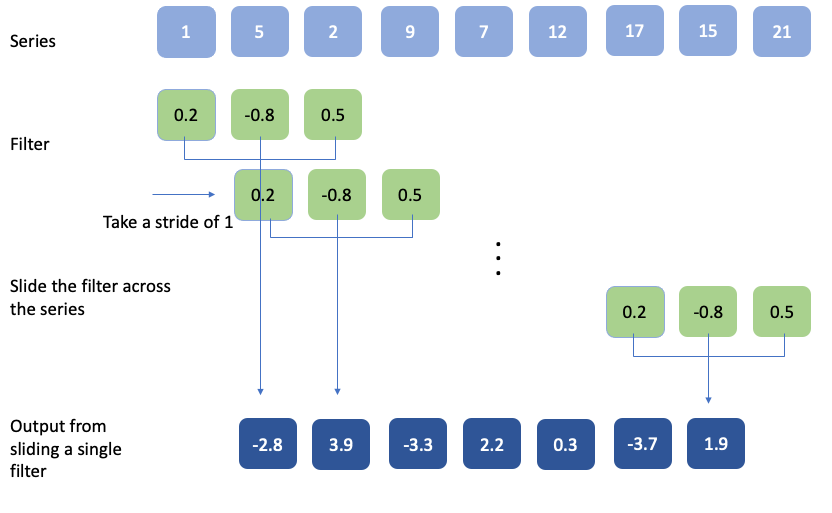 Series
1 5 2 9 7 12 17 15 21
Filter
0.2 -0.8 0.5
0.2 -0.8 0.5
Take a stride of 1
Slide the filter across
the series
0.2 -0.8 0.5
Output from
sliding a single
filter
-2.8 3.9 -3.3 2.2 0.3 -3.7 1.9